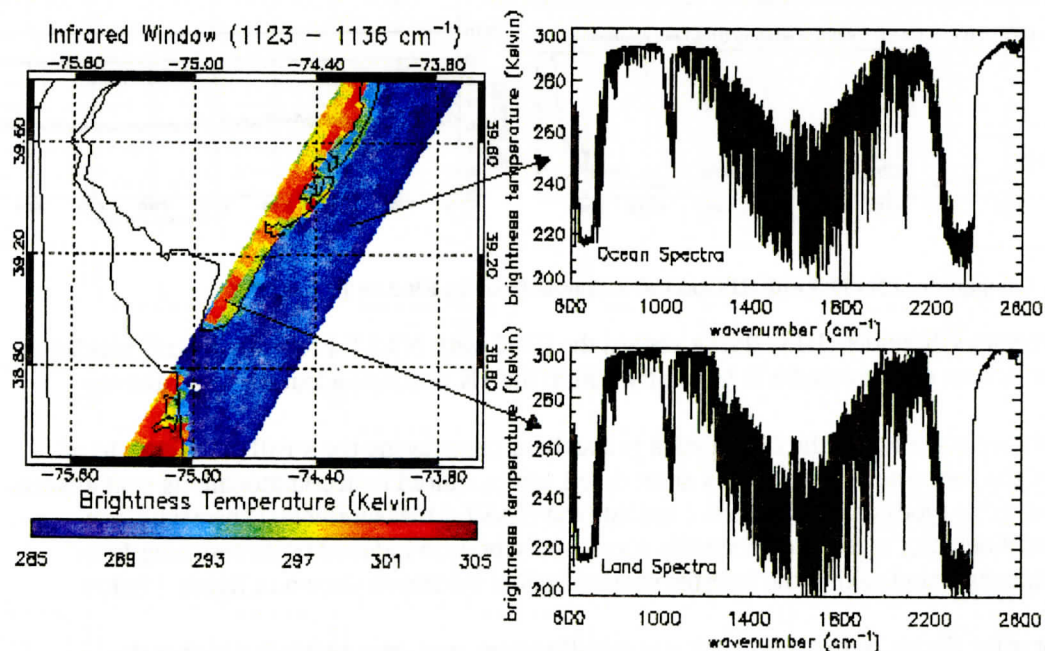 Infrared Window (1123 - 1136 cm⁻¹)
-75.60 -75.00 -74.40 -73.80
39.60 39.60
39.20 39.20
38.80 38.80
-75.60 -75.00 -74.40 -73.80
Brightness Temperature (Kelvin)
285 289 293 297 301 305
brightness temperature (Kelvin)
300
280
260
240
220
200
Ocean Spectra
600 1000 1400 1800 2200 2600
wavenumber (cm⁻¹)
brightness temperature (Kelvin)
300
280
260
240
220
200
Land Spectra
600 1000 1400 1800 2200 2600
wavenumber (cm⁻¹)